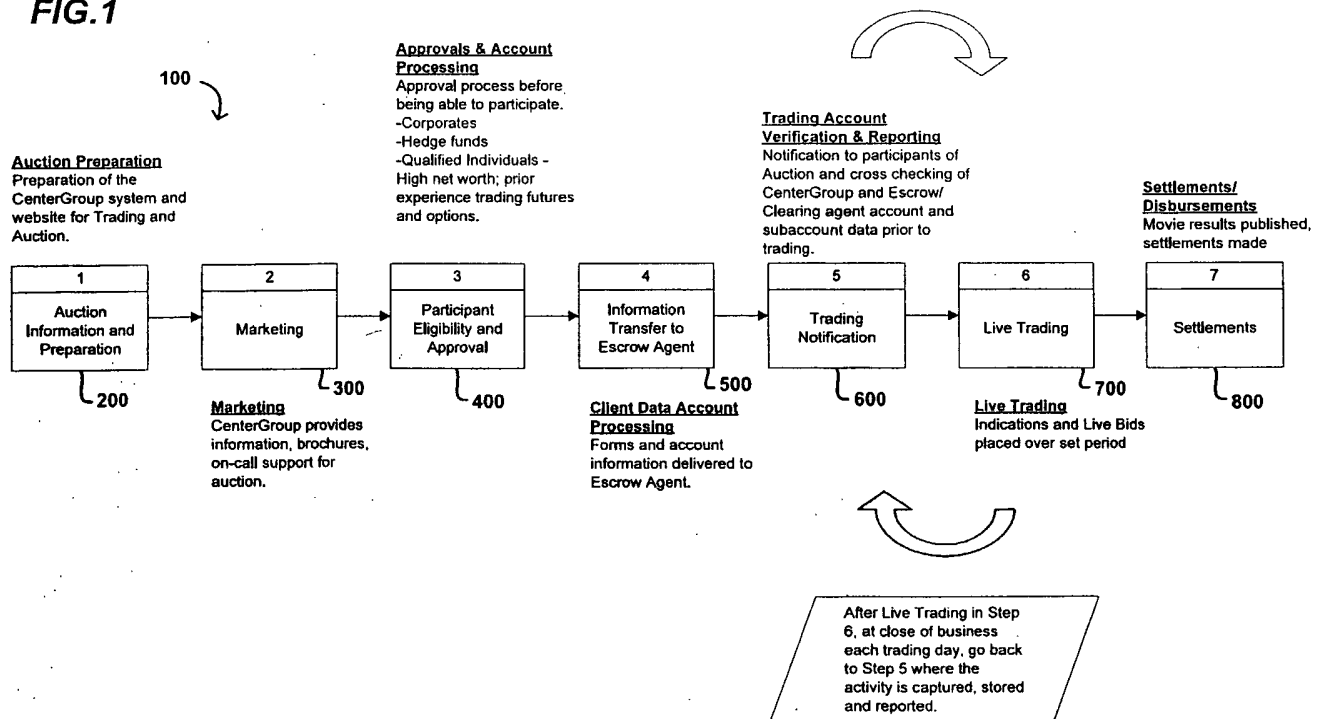 FIG.1
100
Auction Preparation
Preparation of the
CenterGroup system and
website for Trading and
Auction.
Approvals & Account
Processing
Approval process before
being able to participate.
-Corporates
-Hedge funds
-Qualified Individuals -
High net worth; prior
experience trading futures
and options.
Trading Account
Verification & Reporting
Notification to participants of
Auction and cross checking of
CenterGroup and Escrow/
Clearing agent account and
subaccount data prior to
trading.
Settlements/
Disbursements
Movie results published,
settlements made
1
Auction
Information and
Preparation
200
2
Marketing
300
3
Participant
Eligibility and
Approval
400
4
Information
Transfer to
Escrow Agent
500
5
Trading
Notification
600
6
Live Trading
700
7
Settlements
800
Marketing
CenterGroup provides
information, brochures,
on-call support for
auction.
Client Data Account
Processing
Forms and account
information delivered to
Escrow Agent.
Live Trading
Indications and Live Bids
placed over set period
After Live Trading in Step
6, at close of business
each trading day, go back
to Step 5 where the
activity is captured, stored
and reported.